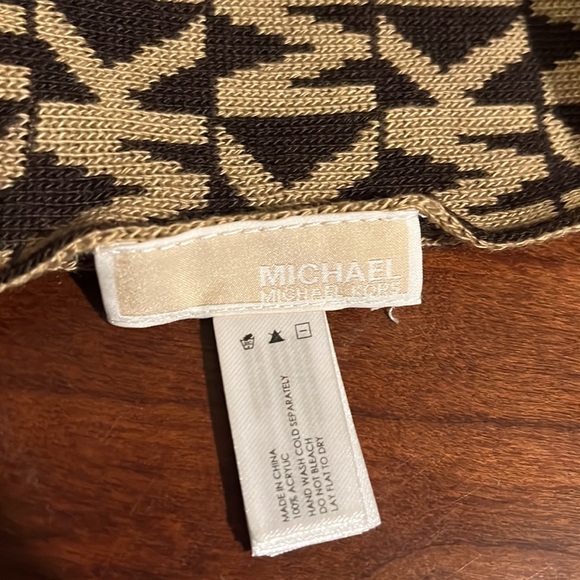 MICHAEL
MICHAEL KORS
MADE IN CHINA
100% ACRYLIC
HAND WASH COLD SEPARATELY
DO NOT BLEACH
LAY FLAT TO DRY